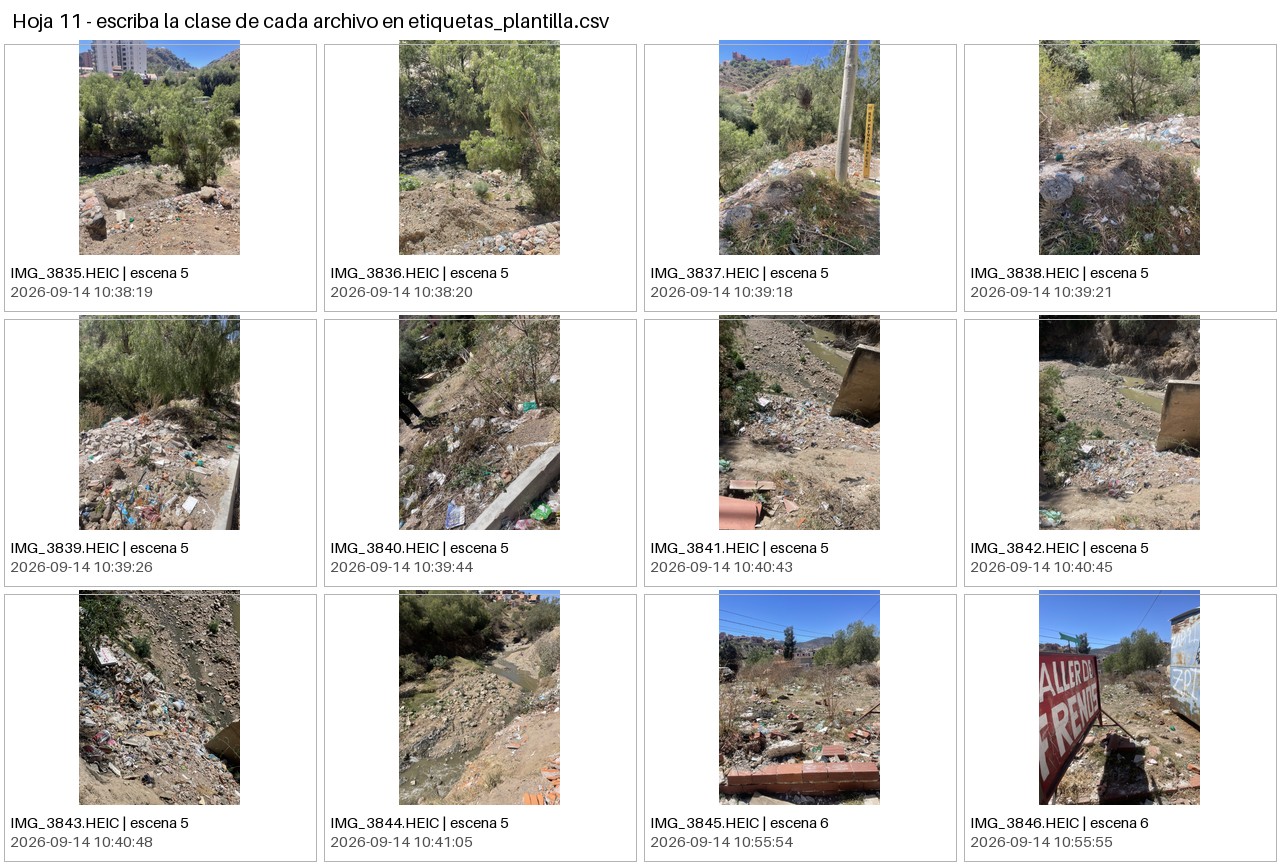 Hoja 11 - escriba la clase de cada archivo en etiquetas_plantilla.csv
IMG_3835.HEIC | escena 5
2026-09-14 10:38:19
IMG_3836.HEIC | escena 5
2026-09-14 10:38:20
IMG_3837.HEIC | escena 5
2026-09-14 10:39:18
IMG_3838.HEIC | escena 5
2026-09-14 10:39:21
IMG_3839.HEIC | escena 5
2026-09-14 10:39:26
IMG_3840.HEIC | escena 5
2026-09-14 10:39:44
IMG_3841.HEIC | escena 5
2026-09-14 10:40:43
IMG_3842.HEIC | escena 5
2026-09-14 10:40:45
IMG_3843.HEIC | escena 5
2026-09-14 10:40:48
IMG_3844.HEIC | escena 5
2026-09-14 10:41:05
IMG_3845.HEIC | escena 6
2026-09-14 10:55:54
ALLER DE
FRENOS
IMG_3846.HEIC | escena 6
2026-09-14 10:55:55